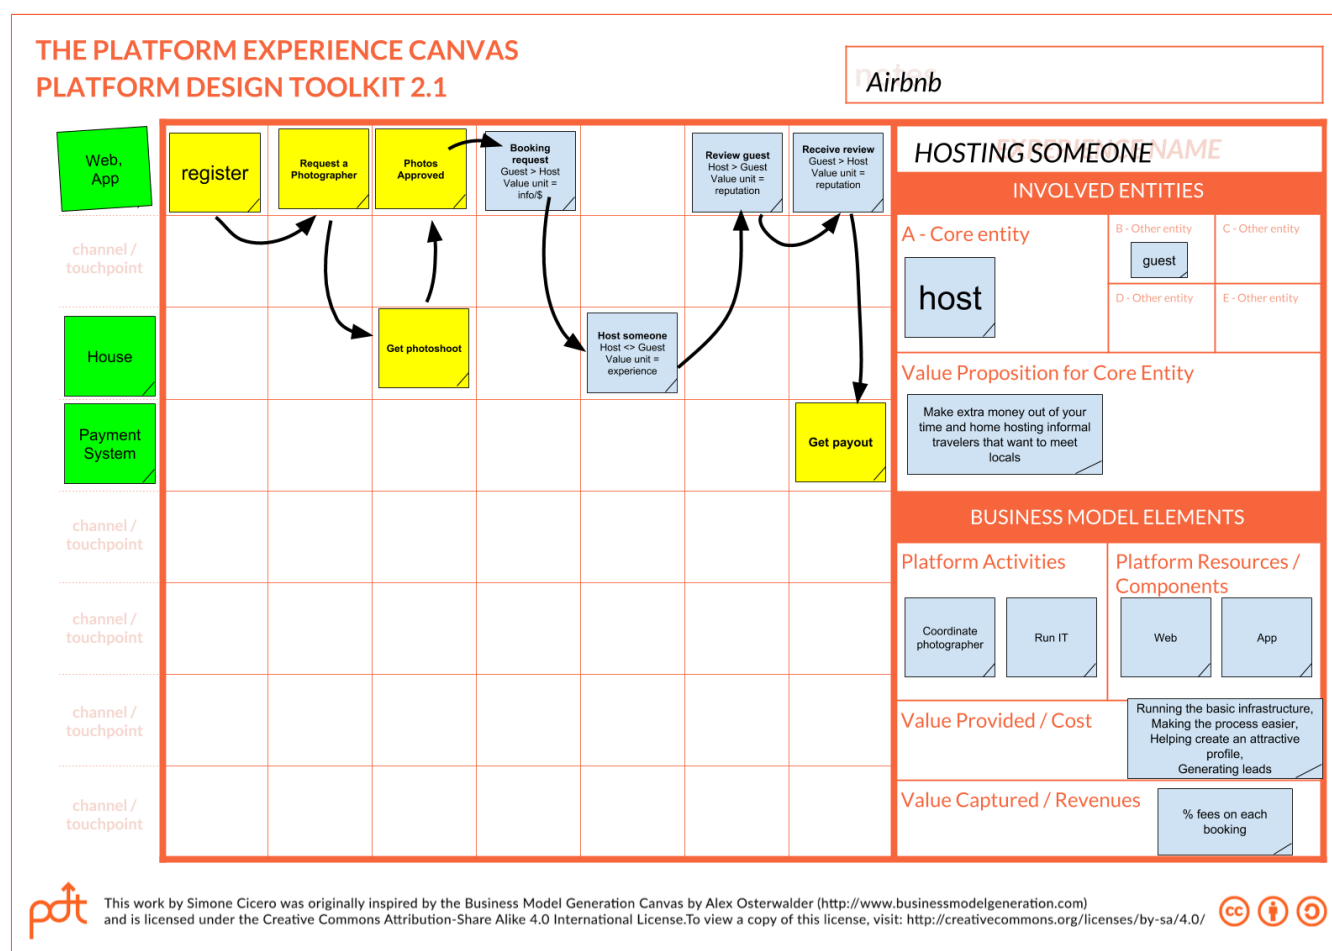 THE PLATFORM EXPERIENCE CANVAS
PLATFORM DESIGN TOOLKIT 2.1
notes
Airbnb
Web,
App
register
Request a
Photographer
Photos
Approved
Booking
request
Guest > Host
Value unit =
info/$
Review guest
Host > Guest
Value unit =
reputation
Receive review
Guest > Host
Value unit =
reputation
channel /
touchpoint
House
Get photoshoot
Host someone
Host <> Guest
Value unit =
experience
Payment
System
Get payout
channel /
touchpoint
channel /
touchpoint
channel /
touchpoint
channel /
touchpoint
EXPERIENCE NAME
HOSTING SOMEONE
INVOLVED ENTITIES
A - Core entity
host
B - Other entity
guest
C - Other entity
D - Other entity
E - Other entity
Value Proposition for Core Entity
Make extra money out of your
time and home hosting informal
travelers that want to meet
locals
BUSINESS MODEL ELEMENTS
Platform Activities
Coordinate
photographer
Run IT
Platform Resources /
Components
Web
App
Value Provided / Cost
Running the basic infrastructure,
Making the process easier,
Helping create an attractive
profile,
Generating leads
Value Captured / Revenues
% fees on each
booking
pdt
This work by Simone Cicero was originally inspired by the Business Model Generation Canvas by Alex Osterwalder (http://www.businessmodelgeneration.com)
and is licensed under the Creative Commons Attribution-Share Alike 4.0 International License.To view a copy of this license, visit: http://creativecommons.org/licenses/by-sa/4.0/
cc